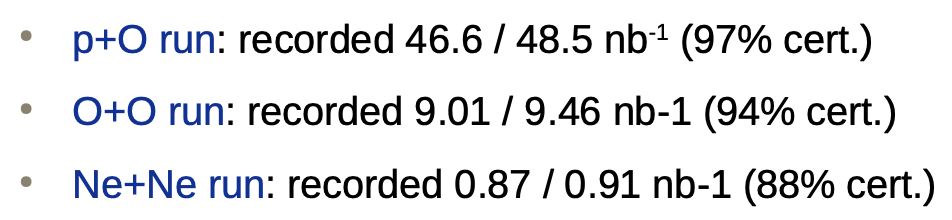 • p+O run: recorded 46.6 / 48.5 nb⁻¹ (97% cert.)
• O+O run: recorded 9.01 / 9.46 nb-1 (94% cert.)
• Ne+Ne run: recorded 0.87 / 0.91 nb-1 (88% cert.)